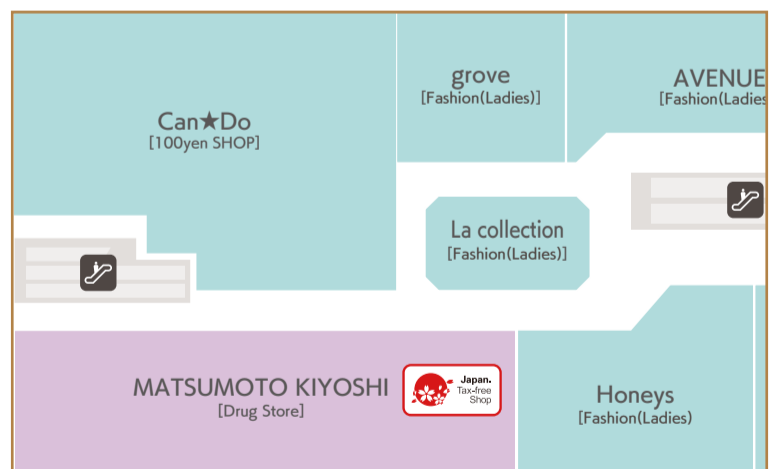 grove
[Fashion(Ladies)]
AVENUE
[Fashion(Ladies
Can★Do
[100yen SHOP]
La collection
[Fashion(Ladies)]
MATSUMOTO KIYOSHI
[Drug Store]
Japan.
Tax-free
Shop
Honeys
[Fashion(Ladies)